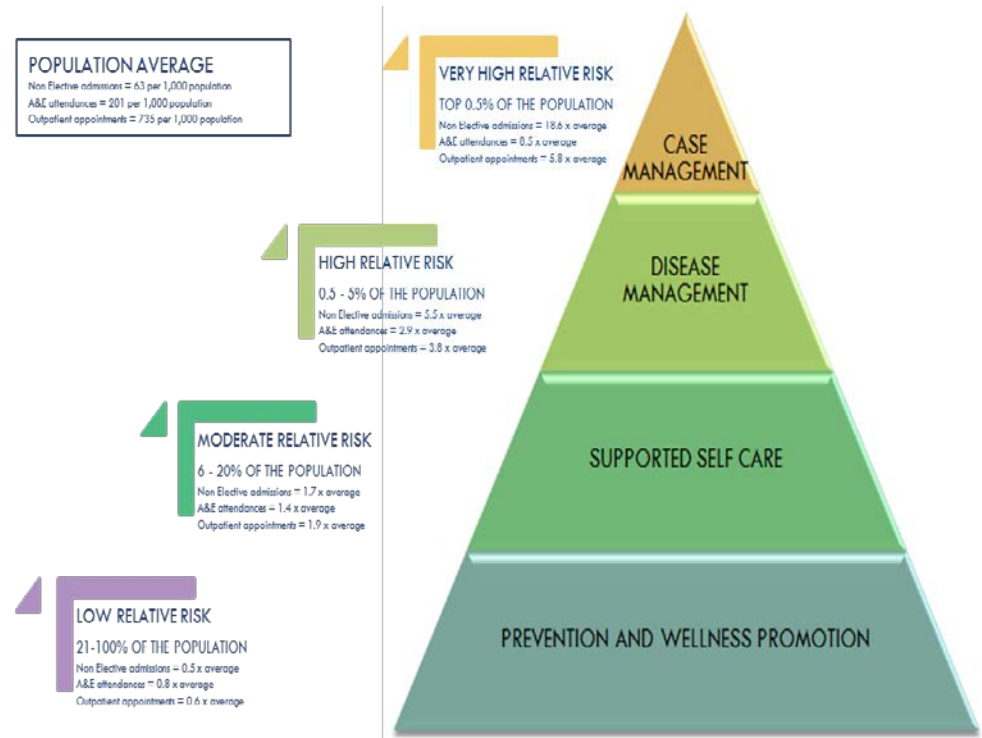 POPULATION AVERAGE
Non Elective admissions = 63 per 1,000 population
A&E attendances = 201 per 1,000 population
Outpatient appointments = 735 per 1,000 population
VERY HIGH RELATIVE RISK
TOP 0.5% OF THE POPULATION
Non Elective admissions = 18.6 x average
A&E attendances = 8.5 x average
Outpatient appointments = 5.8 x average
CASE
MANAGEMENT
HIGH RELATIVE RISK
0.5 - 5% OF THE POPULATION
Non Elective admissions = 5.5 x average
A&E attendances = 2.9 x average
Outpatient appointments = 3.8 x average
DISEASE
MANAGEMENT
MODERATE RELATIVE RISK
6 - 20% OF THE POPULATION
Non Elective admissions = 1.7 x average
A&E attendances = 1.4 x average
Outpatient appointments = 1.9 x average
SUPPORTED SELF CARE
LOW RELATIVE RISK
21-100% OF THE POPULATION
Non Elective admissions = 0.5 x average
A&E attendances = 0.8 x average
Outpatient appointments = 0.6 x average
PREVENTION AND WELLNESS PROMOTION